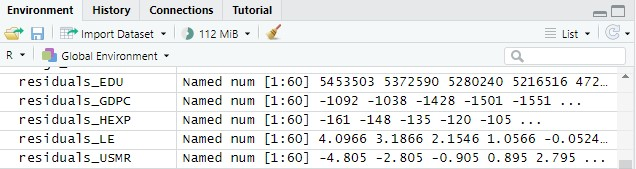 Environment History Connections Tutorial
Import Dataset 112 MiB List
R Global Environment
residuals_EDU Named num [1:60] 5453503 5372590 5280240 5216516 472…
residuals_GDPC Named num [1:60] -1092 -1038 -1428 -1501 -1551 ...
residuals_HEXP Named num [1:60] -161 -148 -135 -120 -105 ...
residuals_LE Named num [1:60] 4.0966 3.1866 2.1546 1.0566 -0.0524…
residuals_USMR Named num [1:60] -4.805 -2.805 -0.905 0.895 2.795 ...